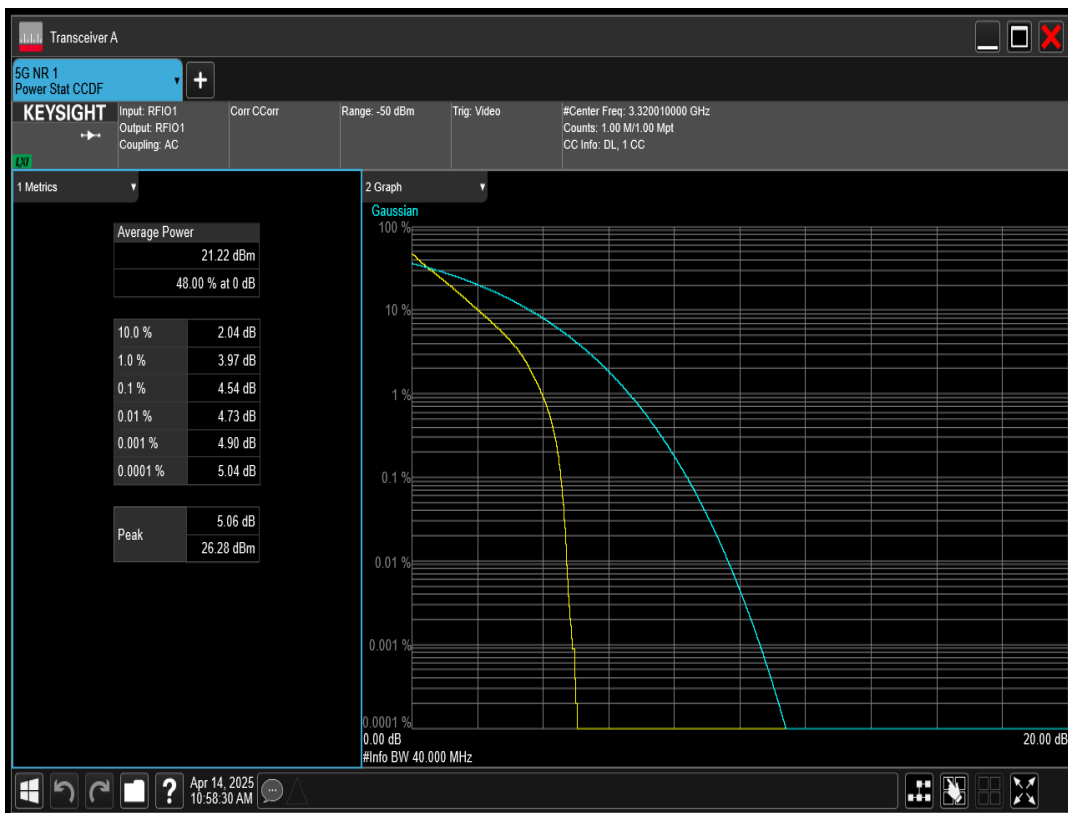 Transceiver A
5G NR 1
Power Stat CCDF
+
KEYSIGHT
LXI
Input: RFIO1
Output: RFIO1
Coupling: AC
Corr CCorr
Range: -50 dBm
Trig: Video
#Center Freq: 3.320010000 GHz
Counts: 1.00 M/1.00 Mpt
CC Info: DL, 1 CC
1 Metrics
Average Power
21.22 dBm
48.00 % at 0 dB
10.0 % 2.04 dB
1.0 % 3.97 dB
0.1 % 4.54 dB
0.01 % 4.73 dB
0.001 % 4.90 dB
0.0001 % 5.04 dB
Peak 5.06 dB
26.28 dBm
2 Graph
Gaussian
100 %
10 %
1 %
0.1 %
0.01 %
0.001 %
0.0001 %
0.00 dB 20.00 dB
#Info BW 40.000 MHz
?
Apr 14, 2025
10:58:30 AM